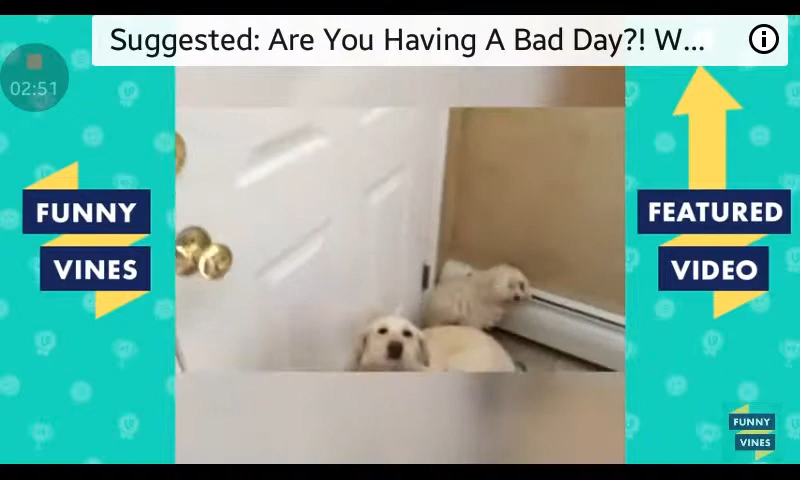 Suggested: Are You Having A Bad Day?! W...
02:51
FUNNY
VINES
FEATURED
VIDEO
FUNNY
VINES